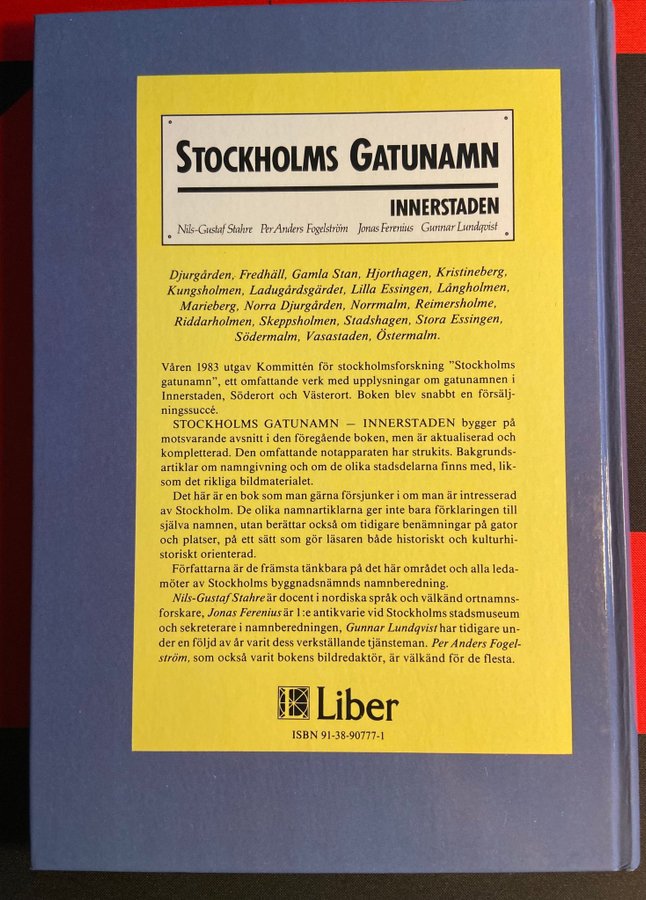 STOCKHOLMS GATUNAMN
INNERSTADEN
Nils-Gustaf Stahre Per Anders Fogelström Jonas Ferenius Gunnar Lundqvist
Djurgården, Fredhäll, Gamla Stan, Hjorthagen, Kristineberg,
Kungsholmen, Ladugårdsgärdet, Lilla Essingen, Långholmen,
Marieberg, Norra Djurgården, Norrmalm, Reimersholme,
Riddarholmen, Skeppsholmen, Stadshagen, Stora Essingen,
Södermalm, Vasastaden, Östermalm.
Våren 1983 utgav Kommittén för stockholmsforskning "Stockholms
gatunamn", ett omfattande verk med upplysningar om gatunamnen i
Innerstaden, Söderort och Västerort. Boken blev snabbt en försälj-
ningssuccé.
STOCKHOLMS GATUNAMN – INNERSTADEN bygger på
motsvarande avsnitt i den föregående boken, men är aktualiserad och
kompletterad. Den omfattande notapparaten har strukits. Bakgrunds-
artiklar om namngivning och om de olika stadsdelarna finns med, lik-
som det rikliga bildmaterialet.
Det här är en bok som man gärna försjunker i om man är intresserad
av Stockholm. De olika namnartiklarna ger inte bara förklaringen till
själva namnen, utan berättar också om tidigare benämningar på gator
och platser, på ett sätt som gör läsaren både historiskt och kulturhi-
storiskt orienterad.
Författarna är de främsta tänkbara på det här området och alla leda-
möter av Stockholms byggnadsnämnds namnberedning.
Nils-Gustaf Stahre är docent i nordiska språk och välkänd ortnamns-
forskare, Jonas Ferenius är 1:e antikvarie vid Stockholms stadsmuseum
och sekreterare i namnberedningen, Gunnar Lundqvist har tidigare un-
der en följd av år varit dess verkställande tjänsteman. Per Anders Fogel-
ström, som också varit bokens bildredaktör, är välkänd för de flesta.
Liber
ISBN 91-38-90777-1